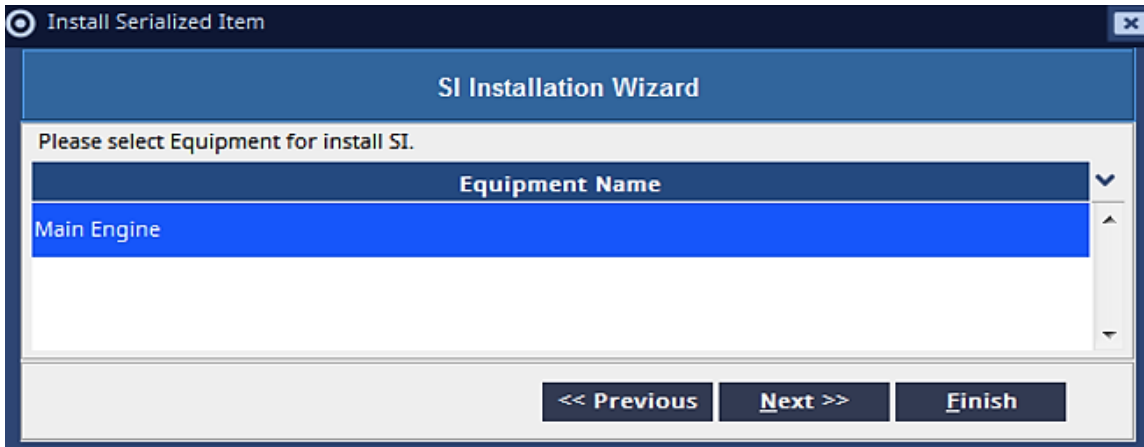 Install Serialized Item
SI Installation Wizard
Please select Equipment for install SI.
Equipment Name
Main Engine
<< Previous Next >> Finish